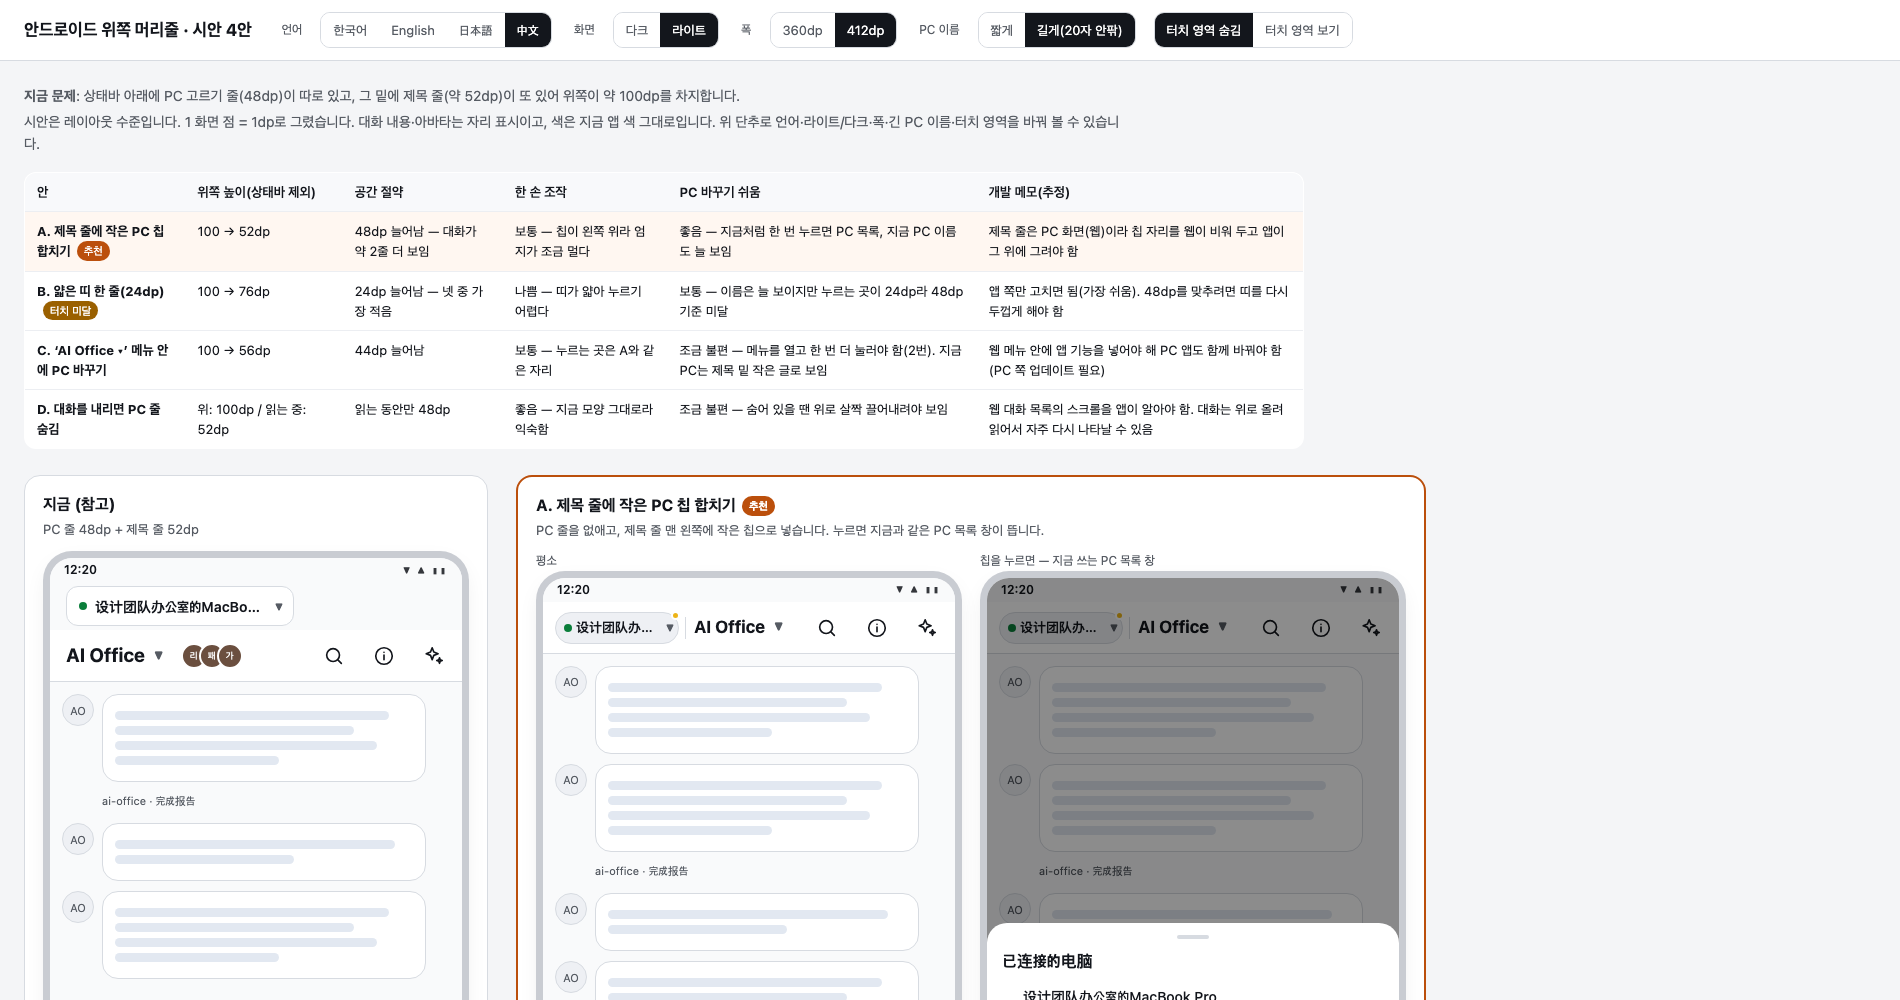 안드로이드 위쪽 머리줄 · 시안 4안
언어 한국어 English 日本語 中文 화면 다크 라이트 폭 360dp 412dp PC 이름 짧게 길게(20자 안팎) 터치 영역 숨김 터치 영역 보기
지금 문제: 상태바 아래에 PC 고르기 줄(48dp)이 따로 있고, 그 밑에 제목 줄(약 52dp)이 또 있어 위쪽이 약 100dp를 차지합니다.
시안은 레이아웃 수준입니다. 1 화면 점 = 1dp로 그렸습니다. 대화 내용·아바타는 자리 표시이고, 색은 지금 앱 색 그대로입니다. 위 단추로 언어·라이트/다크·폭·긴 PC 이름·터치 영역을 바꿔 볼 수 있습니
다.
안 위쪽 높이(상태바 제외) 공간 절약 한 손 조작 PC 바꾸기 쉬움 개발 메모(추정)
A. 제목 줄에 작은 PC 칩 합치기 추천
100 → 52dp
48dp 늘어남 — 대화가 약 2줄 더 보임
보통 — 칩이 왼쪽 위라 엄지가 조금 멀다
좋음 — 지금처럼 한 번 누르면 PC 목록, 지금 PC 이름도 늘 보임
제목 줄은 PC 화면(웹)이라 칩 자리를 웹이 비워 두고 앱이 그 위에 그려야 함
B. 얇은 띠 한 줄(24dp) 터치 미달
100 → 76dp
24dp 늘어남 — 넷 중 가장 적음
나쁨 — 띠가 얇아 누르기 어렵다
보통 — 이름은 늘 보이지만 누르는 곳이 24dp라 48dp 기준 미달
앱 쪽만 고치면 됨(가장 쉬움). 48dp를 맞추려면 띠를 다시 두껍게 해야 함
C. ‘AI Office ▾’ 메뉴 안에 PC 바꾸기
100 → 56dp
44dp 늘어남
보통 — 누르는 곳은 A와 같은 자리
조금 불편 — 메뉴를 열고 한 번 더 눌러야 함(2번). 지금 PC는 제목 밑 작은 글로 보임
웹 메뉴 안에 앱 기능을 넣어야 해 PC 앱도 함께 바꿔야 함(PC 쪽 업데이트 필요)
D. 대화를 내리면 PC 줄 숨김
위: 100dp / 읽는 중: 52dp
읽는 동안만 48dp
좋음 — 지금 모양 그대로라 익숙함
조금 불편 — 숨어 있을 땐 위로 살짝 끌어내려야 보임
웹 대화 목록의 스크롤을 앱이 알아야 함. 대화는 위로 올려 읽어서 자주 다시 나타날 수 있음
지금 (참고)
PC 줄 48dp + 제목 줄 52dp
12:20
设计团队办公室的MacBo... ▼
AI Office ▼ 리 패 가
AO
ai-office · 完成报告
AO
AO
A. 제목 줄에 작은 PC 칩 합치기 추천
PC 줄을 없애고, 제목 줄 맨 왼쪽에 작은 칩으로 넣습니다. 누르면 지금과 같은 PC 목록 창이 뜹니다.
평소
12:20
设计团队办... ▼ AI Office ▼
AO
AO
ai-office · 完成报告
AO
AO
칩을 누르면 — 지금 쓰는 PC 목록 창
12:20
设计团队办... ▼ AI Office ▼
AO
AO
ai-office · 完成报告
AO
已连接的电脑
设计团队办公室的MacBook Pro